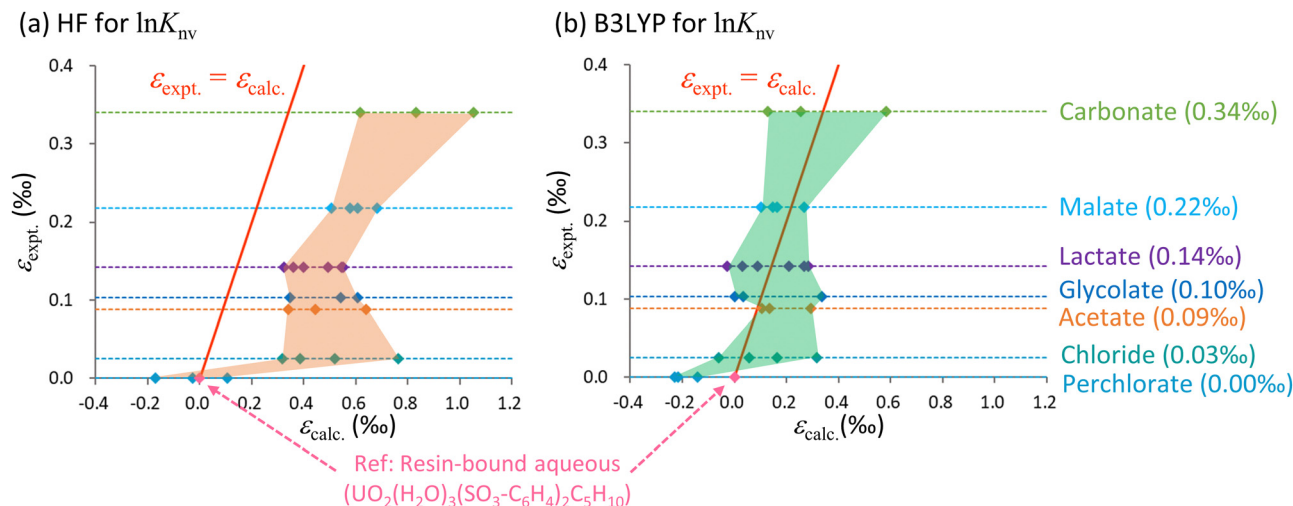 (a) HF for lnKnv
(b) B3LYP for lnKnv
0.4
0.3
0.2
0.1
0.0
εexpt. (‰)
εexpt. = εcalc.
-0.4 -0.2 0.0 0.2 0.4 0.6 0.8 1.0 1.2
εcalc.(‰)
0.4
0.3
0.2
0.1
0.0
εexpt. (‰)
εexpt. = εcalc.
-0.4 -0.2 0.0 0.2 0.4 0.6 0.8 1.0 1.2
εcalc.(‰)
Carbonate (0.34‰)
Malate (0.22‰)
Lactate (0.14‰)
Glycolate (0.10‰)
Acetate (0.09‰)
Chloride (0.03‰)
Perchlorate (0.00‰)
Ref: Resin-bound aqueous
(UO₂(H₂O)₃(SO₃-C₆H₄)₂C₅H₁₀)